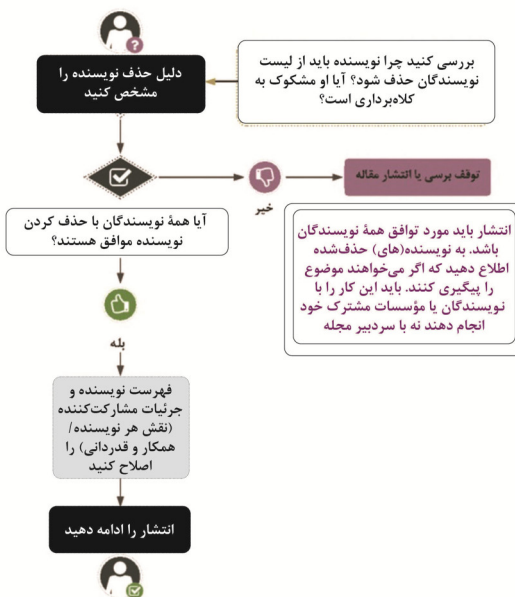 دلیل حذف نویسنده را
مشخص کنید
بررسی کنید چرا نویسنده باید از لیست
نویسندگان حذف شود؟ آیا او مشکوک به
کلاه‌برداری است؟
توقف برسی یا انتشار مقاله
خیر
آیا همهٔ نویسندگان با حذف کردن
نویسنده موافق هستند؟
انتشار باید مورد توافق همهٔ نویسندگان
باشد. به نویسنده(های) حذف‌شده
اطلاع دهید که اگر می‌خواهند موضوع
را پیگیری کنند. باید این کار را با
نویسندگان یا مؤسسات مشترک خود
انجام دهند نه با سردبیر مجله
بله
فهرست نویسنده و
جرئیات مشارکت‌کننده
(نقش هر نویسنده/
همکار و قدردانی) را
اصلاح کنید
انتشار را ادامه دهید